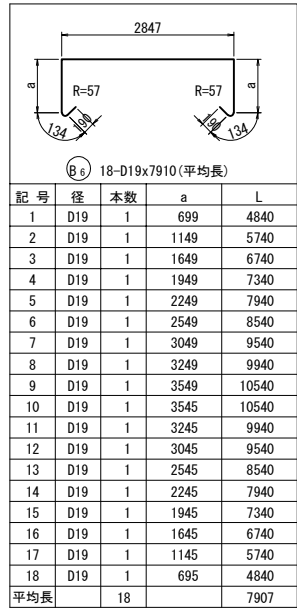 2847
a
R=57
R=57
a
134
190
190
134
B6 18-D19x7910(平均長)
記 号 径 本数 a L
1 D19 1 699 4840
2 D19 1 1149 5740
3 D19 1 1649 6740
4 D19 1 1949 7340
5 D19 1 2249 7940
6 D19 1 2549 8540
7 D19 1 3049 9540
8 D19 1 3249 9940
9 D19 1 3549 10540
10 D19 1 3545 10540
11 D19 1 3245 9940
12 D19 1 3045 9540
13 D19 1 2545 8540
14 D19 1 2245 7940
15 D19 1 1945 7340
16 D19 1 1645 6740
17 D19 1 1145 5740
18 D19 1 695 4840
平均長 18 7907